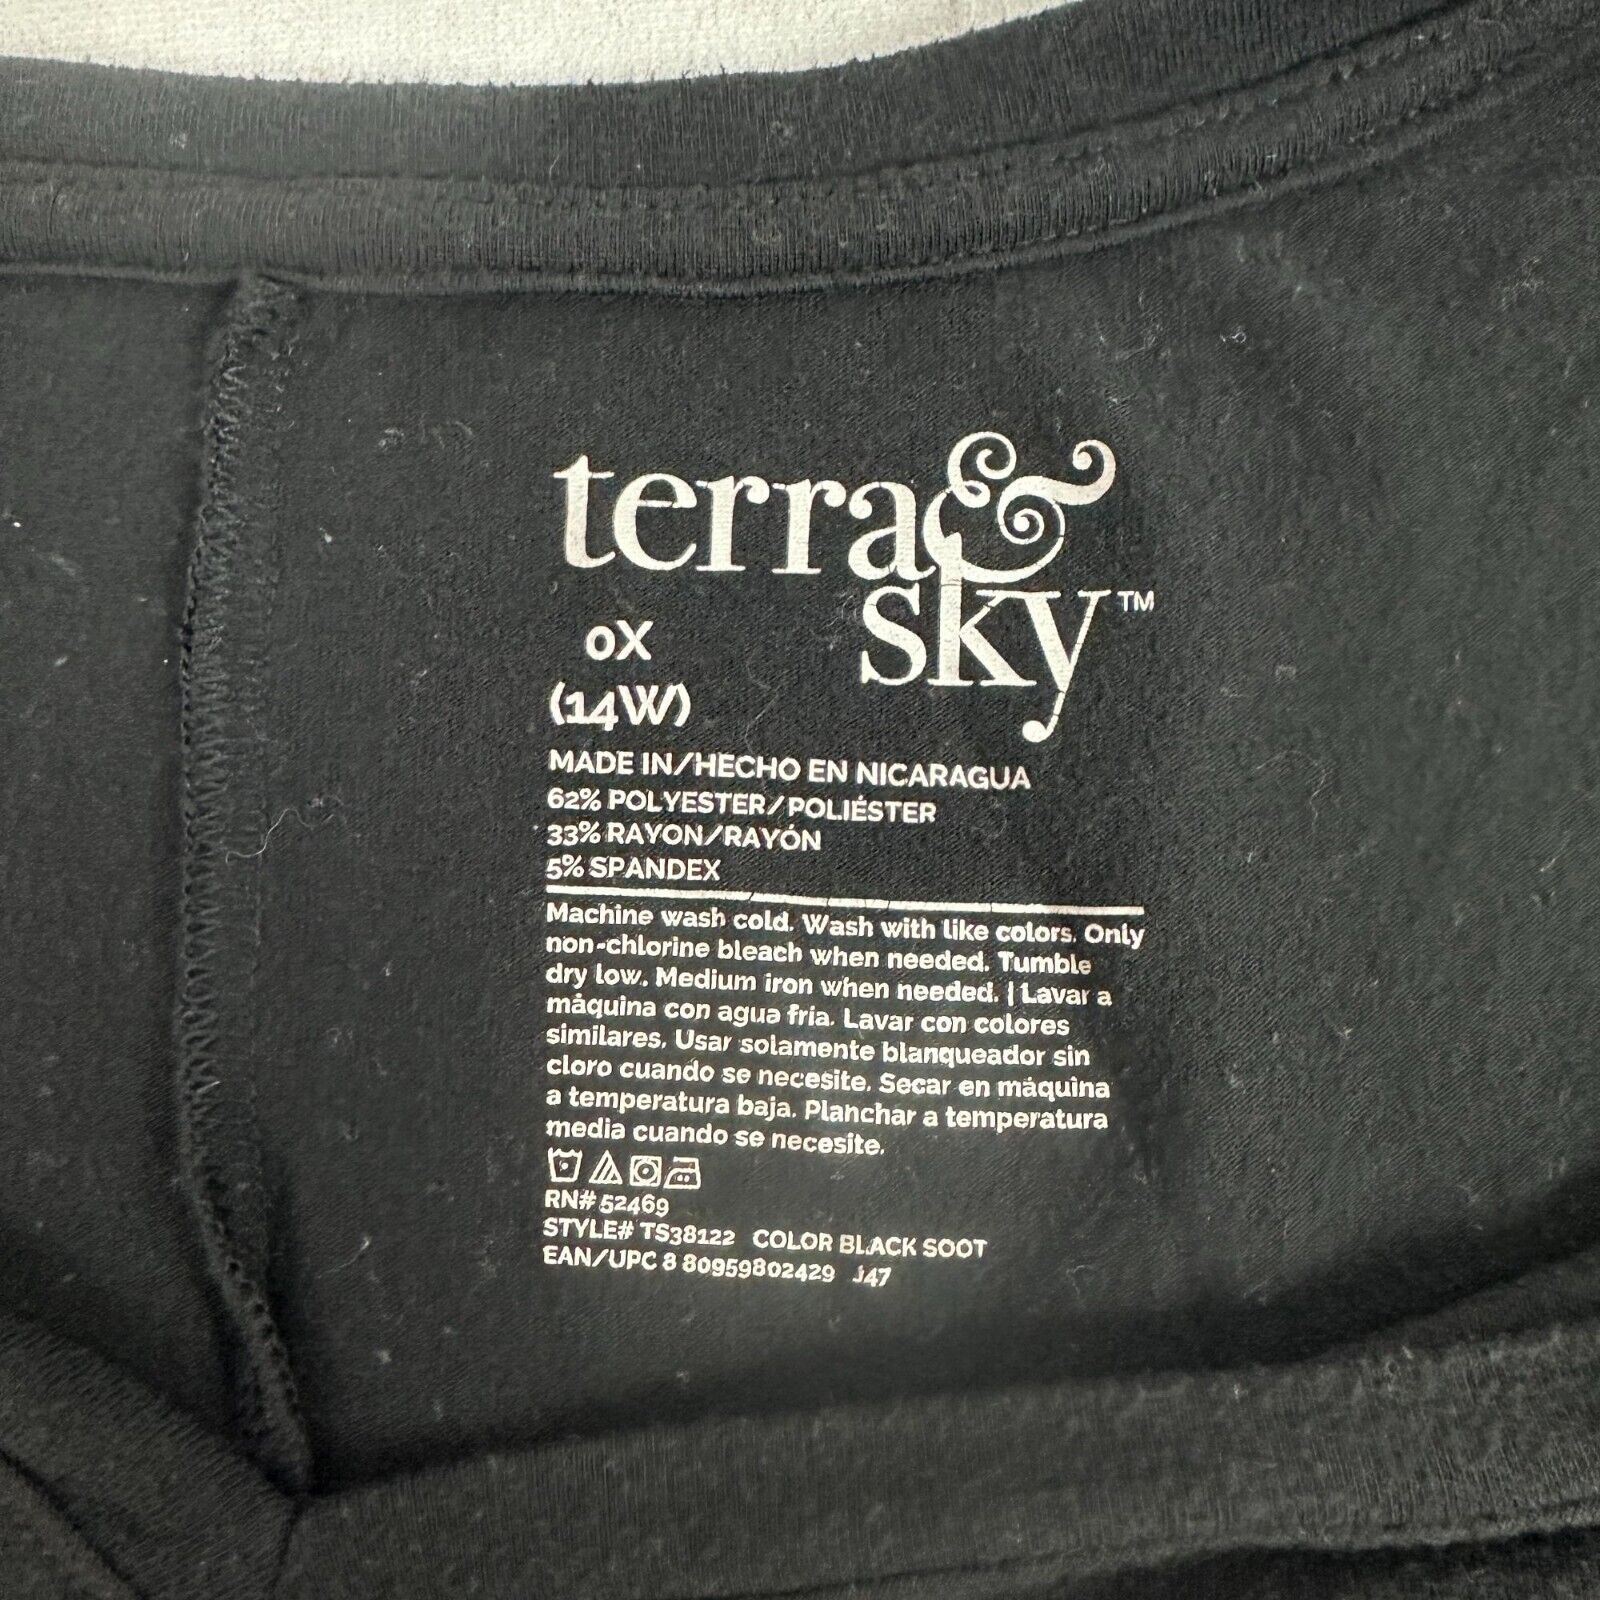 terra &
sky™
0X
(14W)
MADE IN/HECHO EN NICARAGUA
62% POLYESTER/POLIÉSTER
33% RAYON/RAYÓN
5% SPANDEX
Machine wash cold. Wash with like colors. Only
non-chlorine bleach when needed. Tumble
dry low. Medium iron when needed. | Lavar a
máquina con agua fria. Lavar con colores
similares. Usar solamente blanqueador sin
cloro cuando se necesite. Secar en máquina
a temperatura baja. Planchar a temperatura
media cuando se necesite.
RN# 52469
STYLE# TS38122 COLOR BLACK SOOT
EAN/UPC 8 80959802429 J47